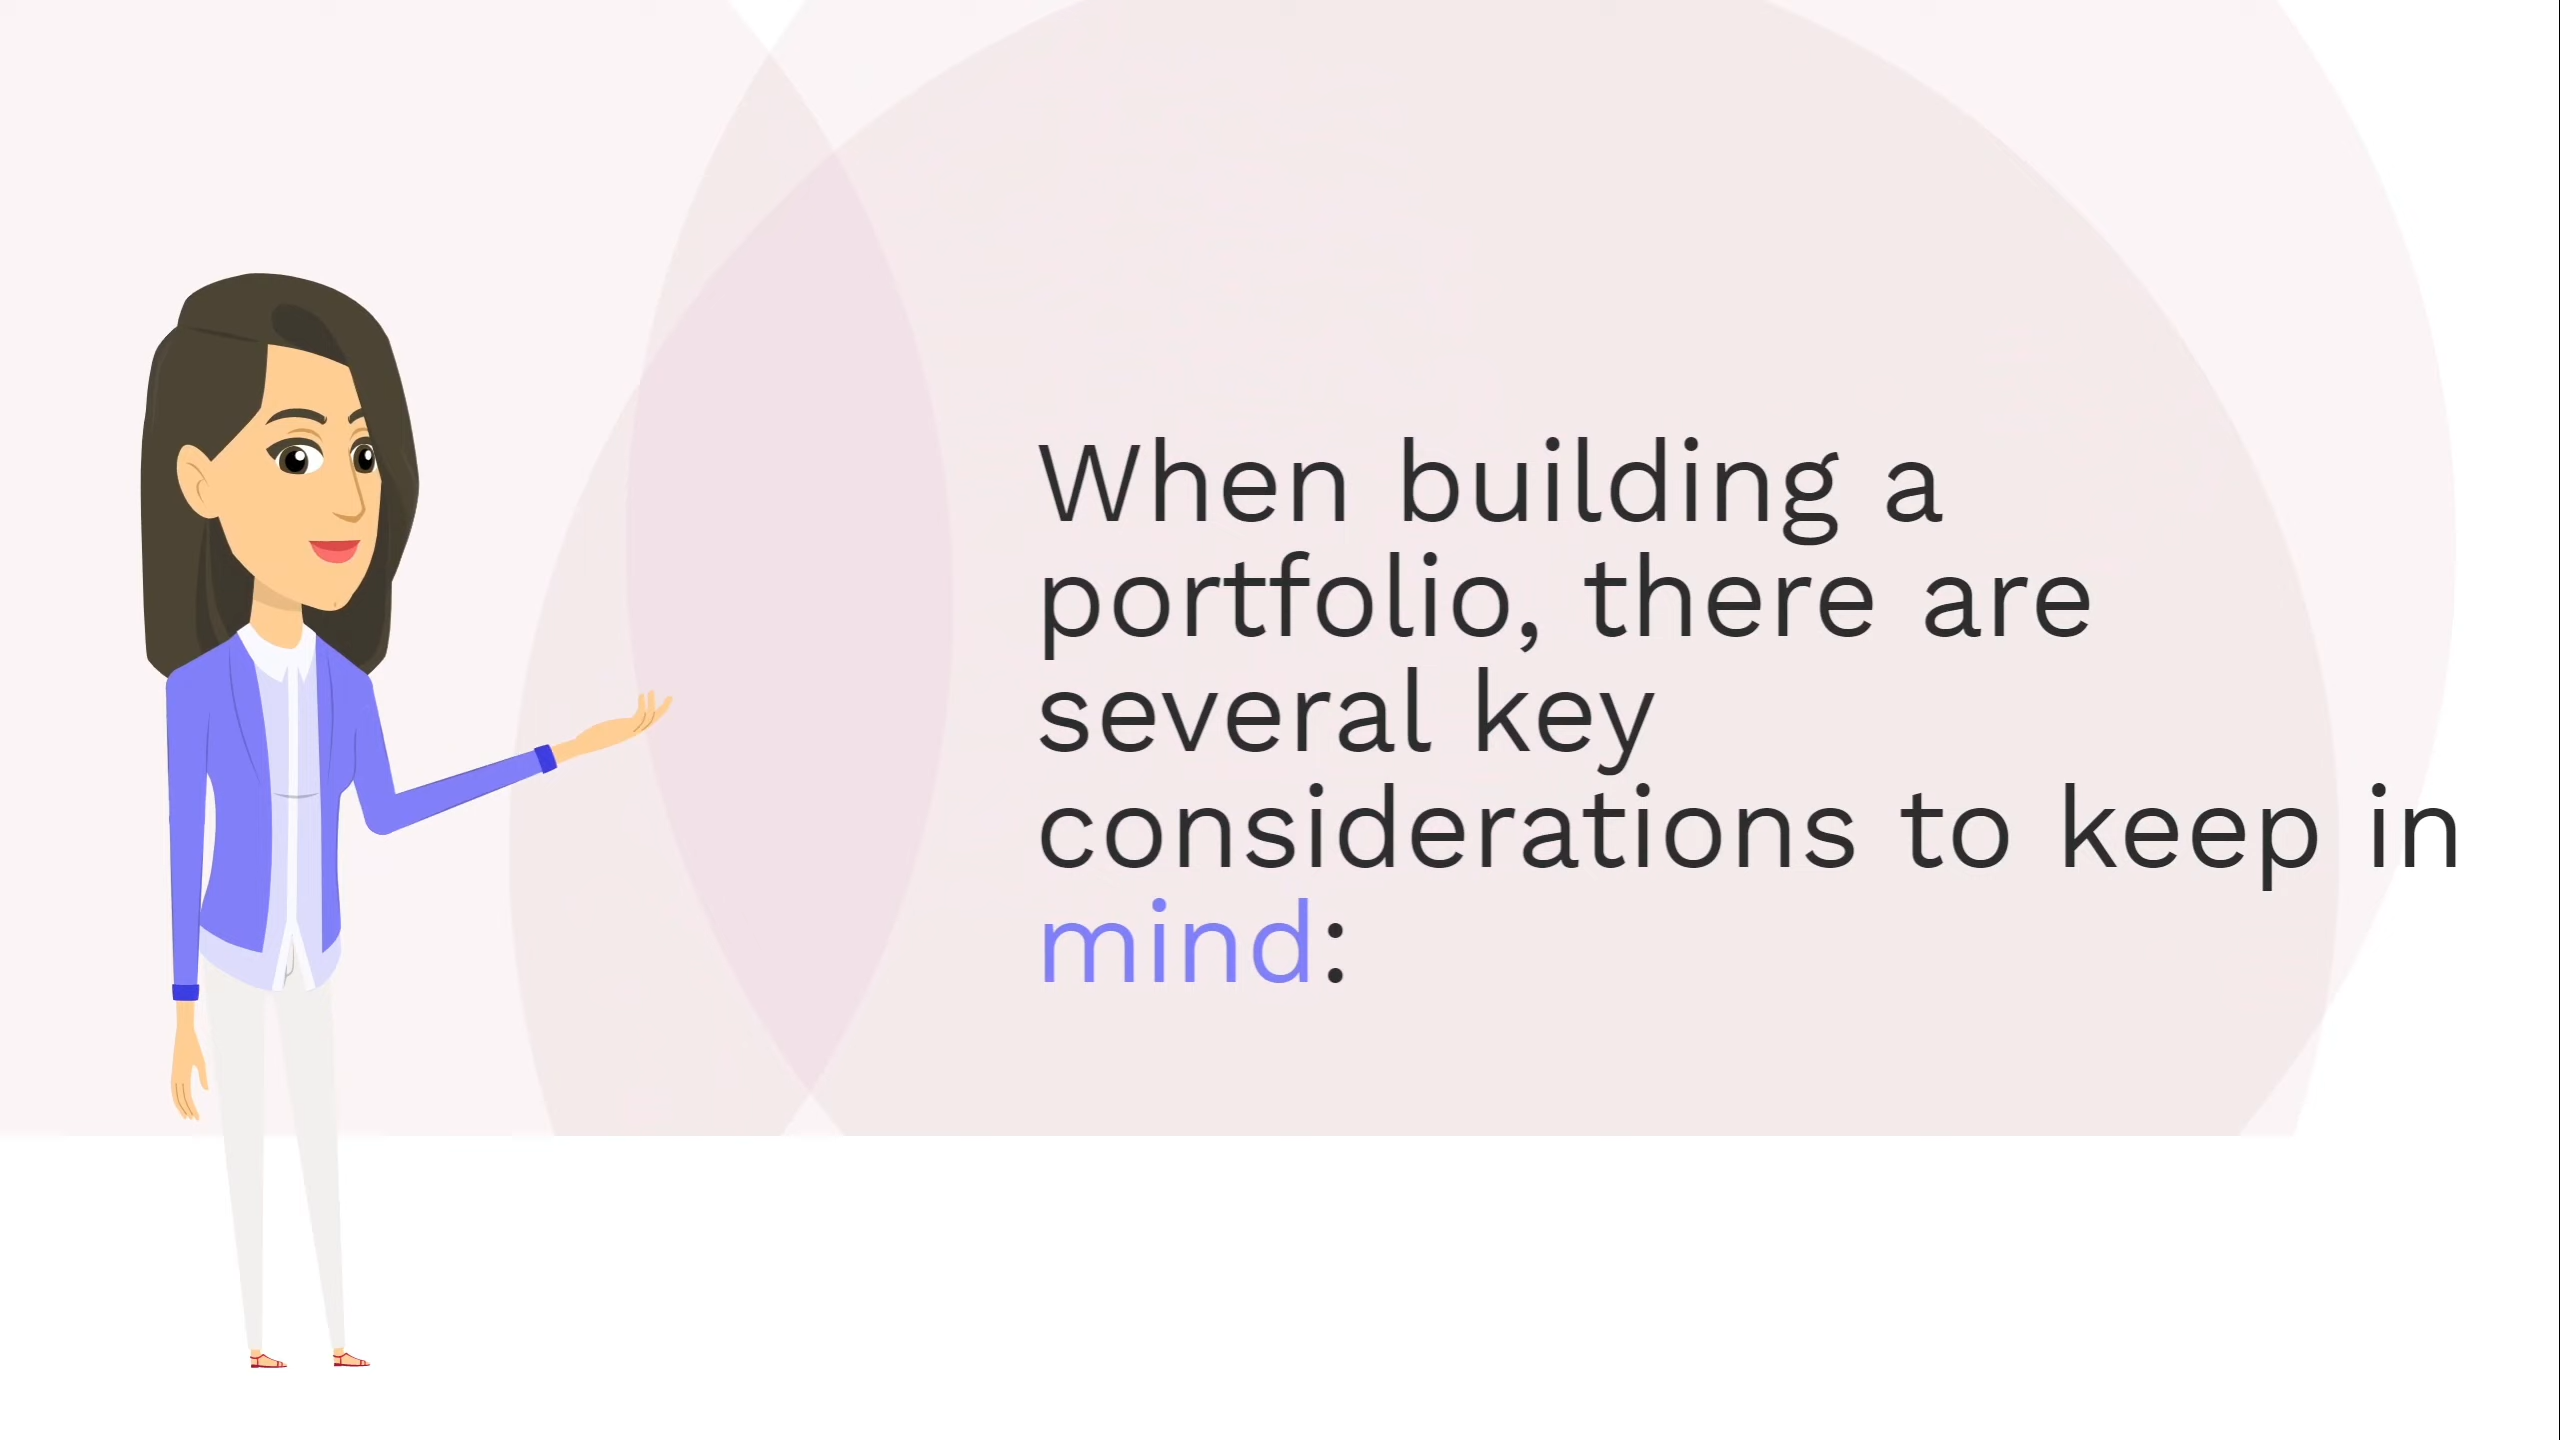 When building a
portfolio, there are
several key
considerations to keep in
mind: